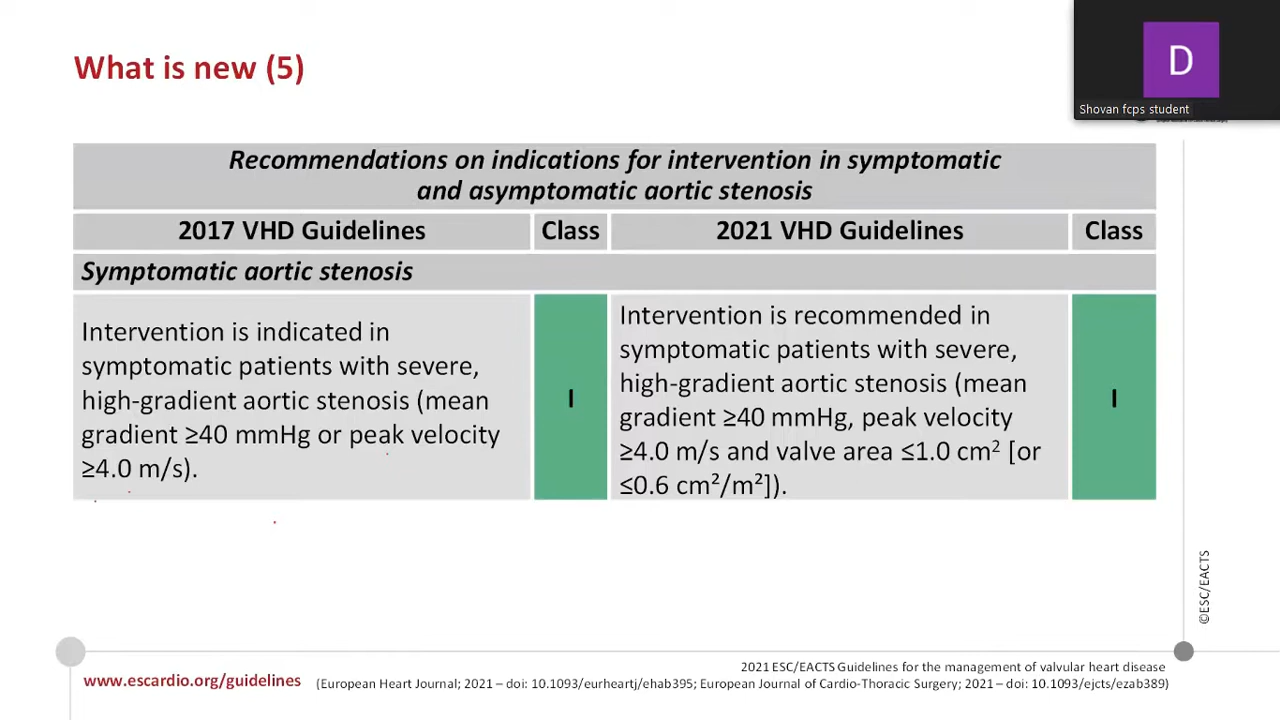 What is new (5)
D
Shovan fcps student
Recommendations on indications for intervention in symptomatic
and asymptomatic aortic stenosis
2017 VHD Guidelines
Class
2021 VHD Guidelines
Class
Symptomatic aortic stenosis
Intervention is indicated in
symptomatic patients with severe,
high-gradient aortic stenosis (mean
gradient ≥40 mmHg or peak velocity
≥4.0 m/s).
I
Intervention is recommended in
symptomatic patients with severe,
high-gradient aortic stenosis (mean
gradient ≥40 mmHg, peak velocity
≥4.0 m/s and valve area ≤1.0 cm² [or
≤0.6 cm²/m²]).
I
©ESC/EACTS
www.escardio.org/guidelines
2021 ESC/EACTS Guidelines for the management of valvular heart disease
(European Heart Journal; 2021 – doi: 10.1093/eurheartj/ehab395; European Journal of Cardio-Thoracic Surgery; 2021 – doi: 10.1093/ejcts/ezab389)